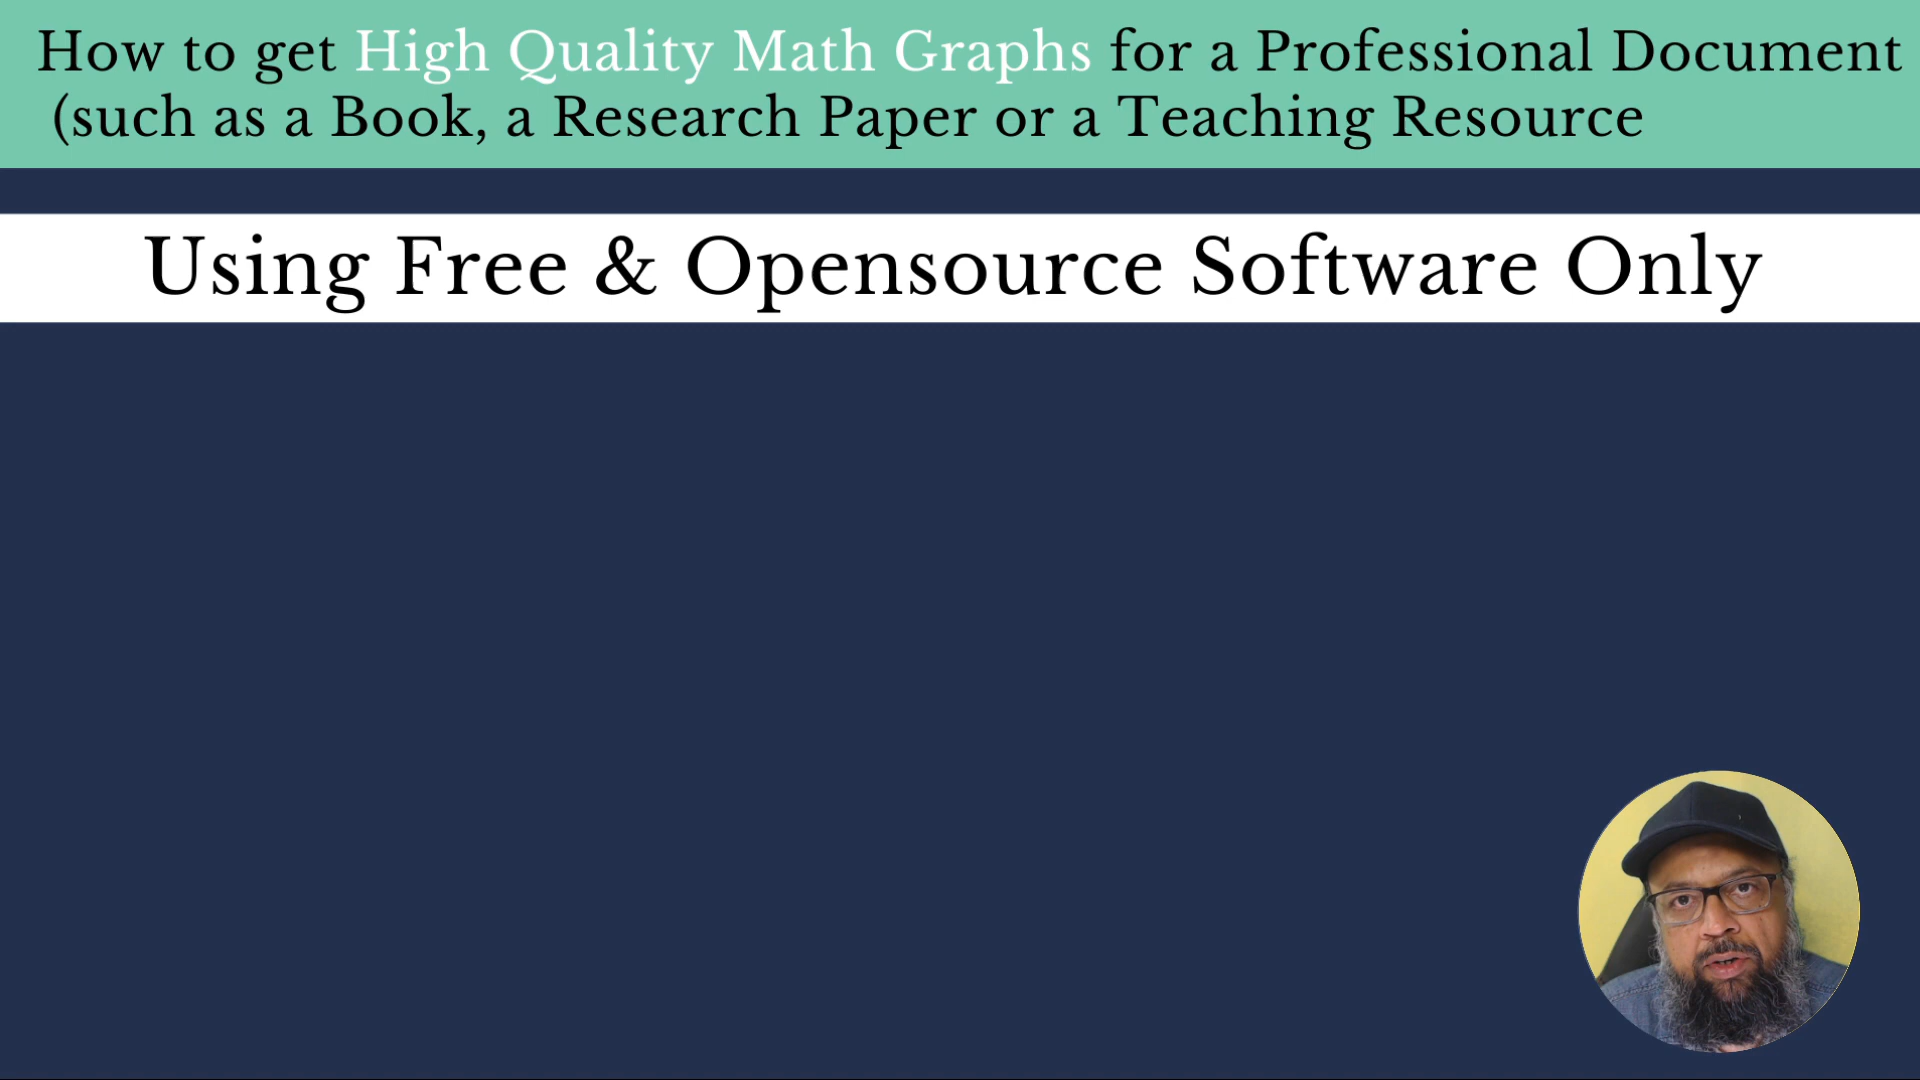 How to get High Quality Math Graphs for a Professional Document
(such as a Book, a Research Paper or a Teaching Resource
Using Free & Opensource Software Only